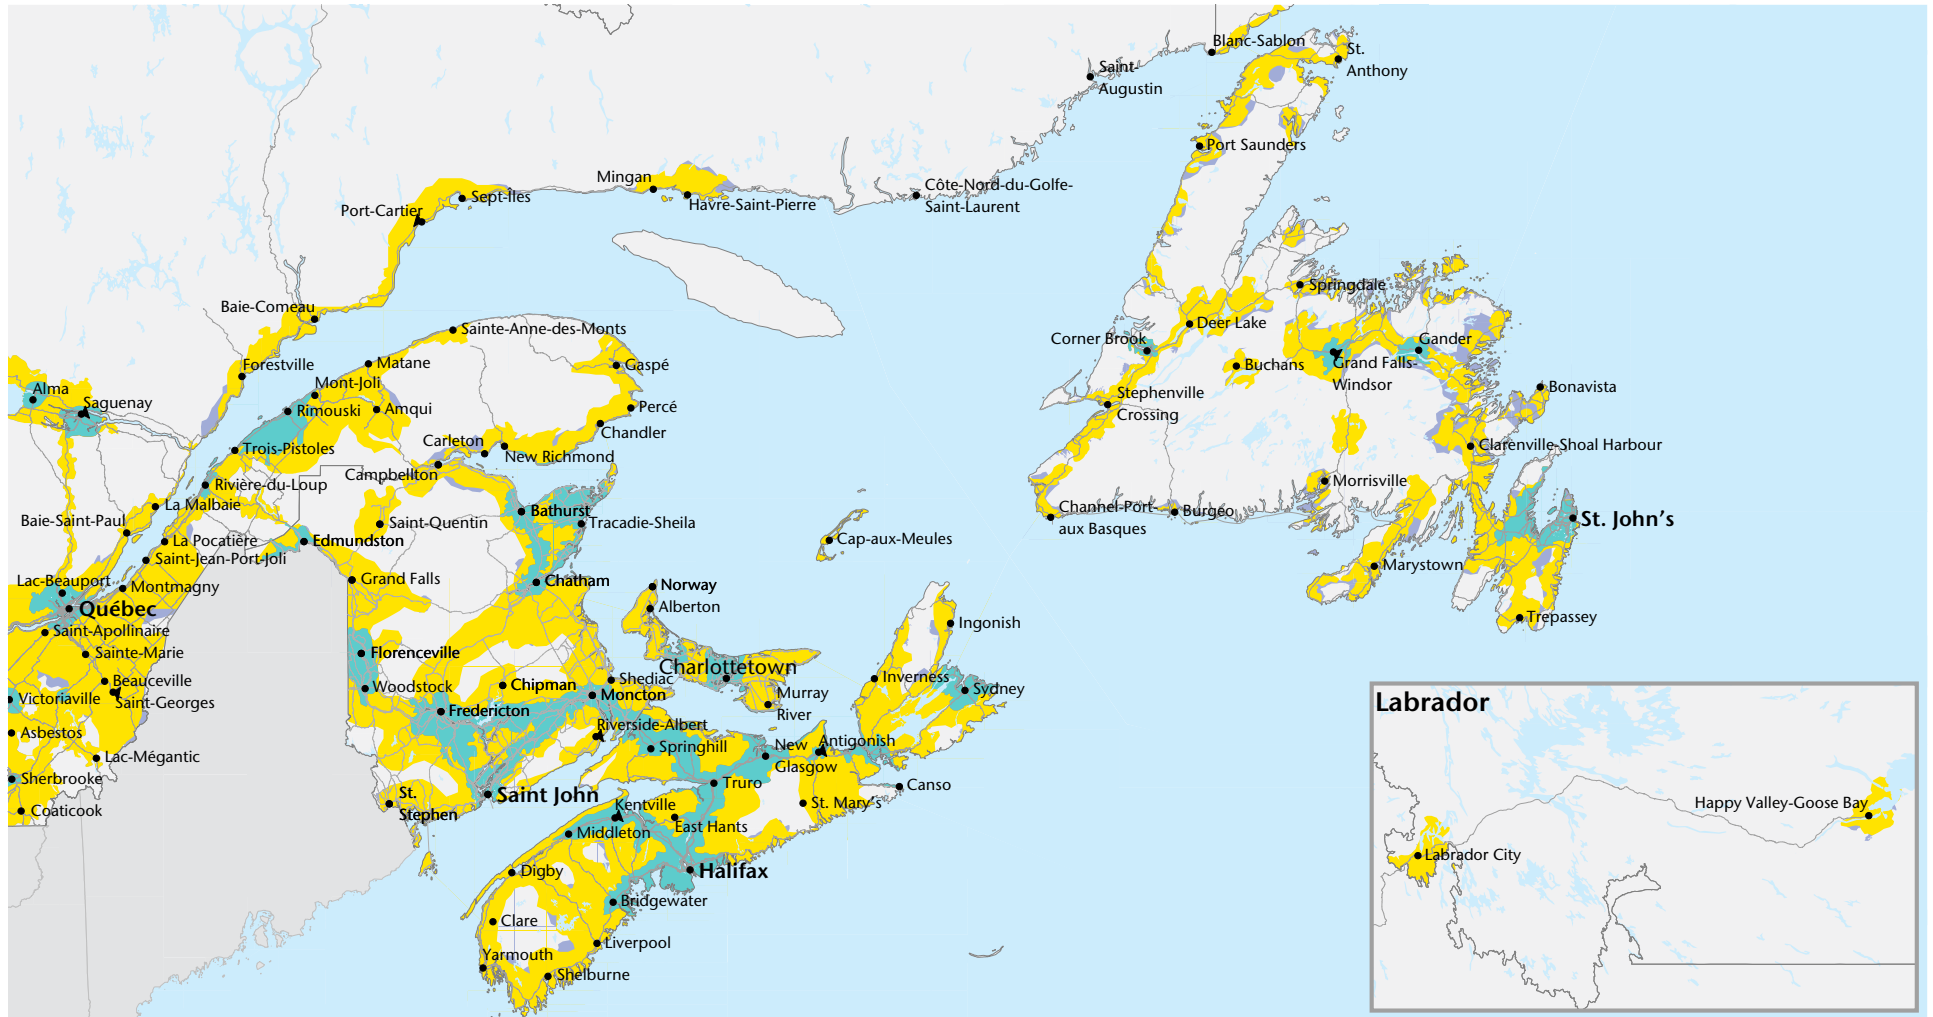 Blanc-Sablon
St.
Anthony
Saint-
Augustin
Port Saunders
Mingan
Sept-Îles
Havre-Saint-Pierre
Côte-Nord-du-Golfe-
Saint-Laurent
Port-Cartier
Baie-Comeau
Sainte-Anne-des-Monts
Springdale
Deer Lake
Corner Brook
Gander
Grand Falls-
Windsor
Buchans
Forestville
Matane
Gaspé
Mont-Joli
Alma
Saguenay
Rimouski
Amqui
Percé
Chandler
Stephenville
Crossing
Bonavista
Trois-Pistoles
Carleton
New Richmond
Campbellton
Clarenville-Shoal Harbour
Rivière-du-Loup
Morrisville
La Malbaie
Baie-Saint-Paul
Saint-Quentin
Bathurst
Tracadie-Sheila
Channel-Port-
aux Basques
Burgeo
St. John’s
La Pocatière
Edmundston
Cap-aux-Meules
Saint-Jean-Port-Joli
Lac-Beauport
Montmagny
Grand Falls
Chatham
Norway
Alberton
Marystown
Québec
Trepassey
Ingonish
Saint-Apollinaire
Sainte-Marie
Florenceville
Charlottetown
Beauceville
Victoriaville
Saint-Georges
Woodstock
Chipman
Shediac
Moncton
Murray
River
Inverness
Sydney
Fredericton
Riverside-Albert
Asbestos
Springhill
New
Glasgow
Antigonish
Lac-Mégantic
Sherbrooke
Coaticook
St.
Stephen
Saint John
Truro
Canso
Kentville
St. Mary’s
Middleton
East Hants
Digby
Halifax
Bridgewater
Clare
Liverpool
Yarmouth
Shelburne
Labrador
Happy Valley-Goose Bay
Labrador City